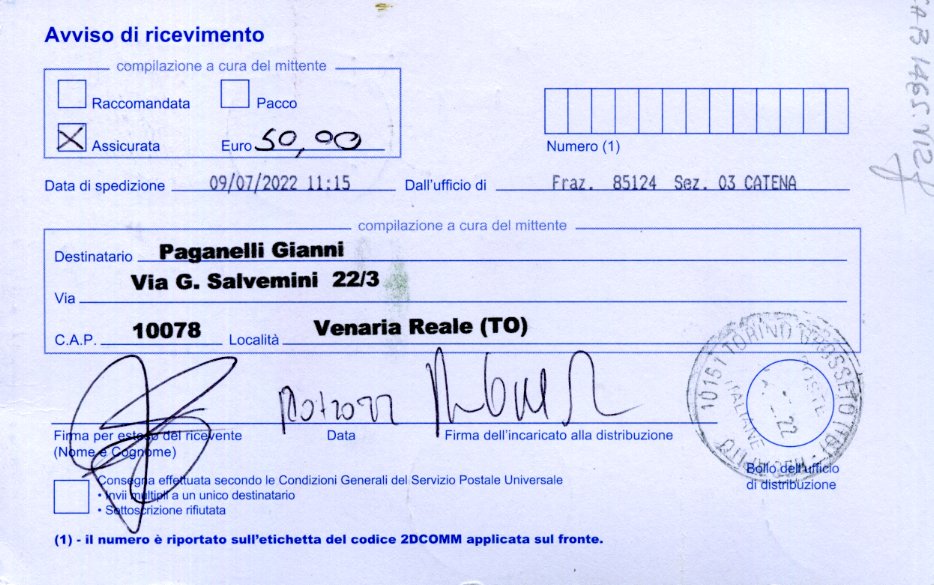 Avviso di ricevimento
compilazione a cura del mittente
Raccomandata Pacco
Assicurata Euro 50,00
Numero (1)
Data di spedizione 09/07/2022 11:15 Dall'ufficio di Fraz. 85124 Sez. 03 CATENA
compilazione a cura del mittente
Destinatario Paganelli Gianni
Via Via G. Salvemini 22/3
C.A.P. 10078 Località Venaria Reale (TO)
10151 TORINO
POSTE ITALIANE
Firma per esteso del ricevente Data Firma dell'incaricato alla distribuzione
(Nome e Cognome)
Bollo dell'ufficio
di distribuzione
Consegna effettuata secondo le Condizioni Generali del Servizio Postale Universale
• Invii multipli a un unico destinatario
• Sottoscrizione rifiutata
(1) - il numero è riportato sull'etichetta del codice 2DCOMM applicata sul fronte.